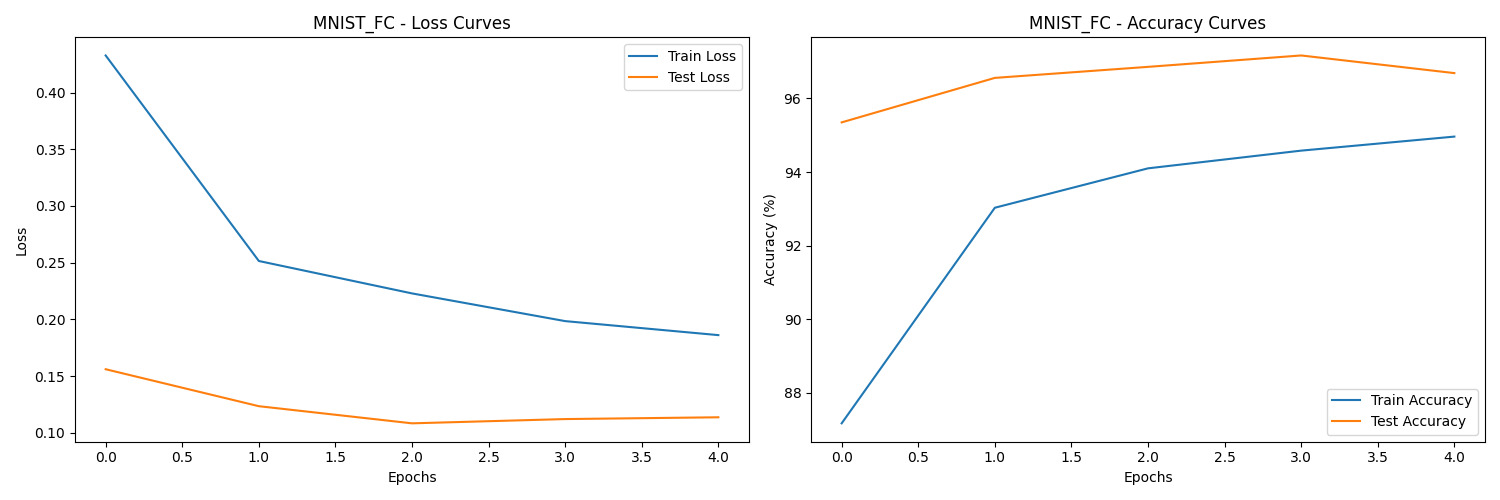 MNIST_FC - Loss Curves
Train Loss
Test Loss
0.40
0.35
0.30
0.25
0.20
0.15
0.10
Loss
0.0 0.5 1.0 1.5 2.0 2.5 3.0 3.5 4.0
Epochs
MNIST_FC - Accuracy Curves
96
94
92
90
88
Accuracy (%)
Train Accuracy
Test Accuracy
0.0 0.5 1.0 1.5 2.0 2.5 3.0 3.5 4.0
Epochs